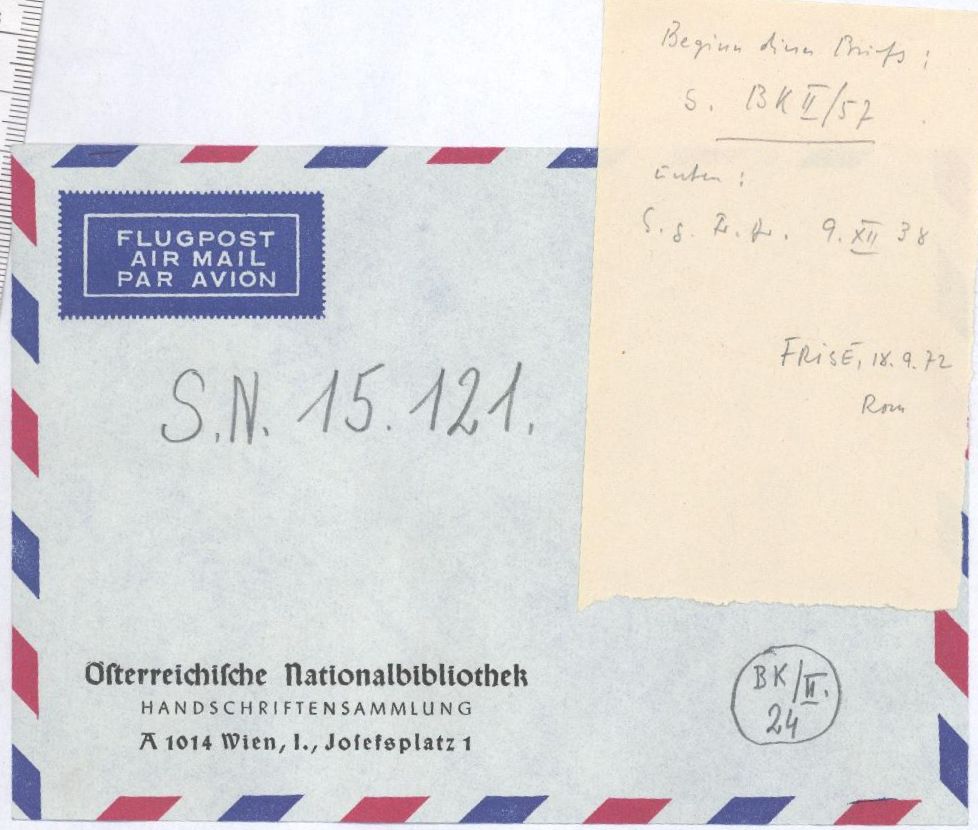 Beginn dieses Briefs:
s. BK II/57
unten:
S. g. 9. XII 38
FRISÉ, 18.9.72
Rom
FLUGPOST
AIR MAIL
PAR AVION
S.N. 15.121.
Öſterreichiſche Nationalbibliothek
HANDSCHRIFTENSAMMLUNG
A 1014 Wien, I., Joſefsplatz 1
BK/II.
24